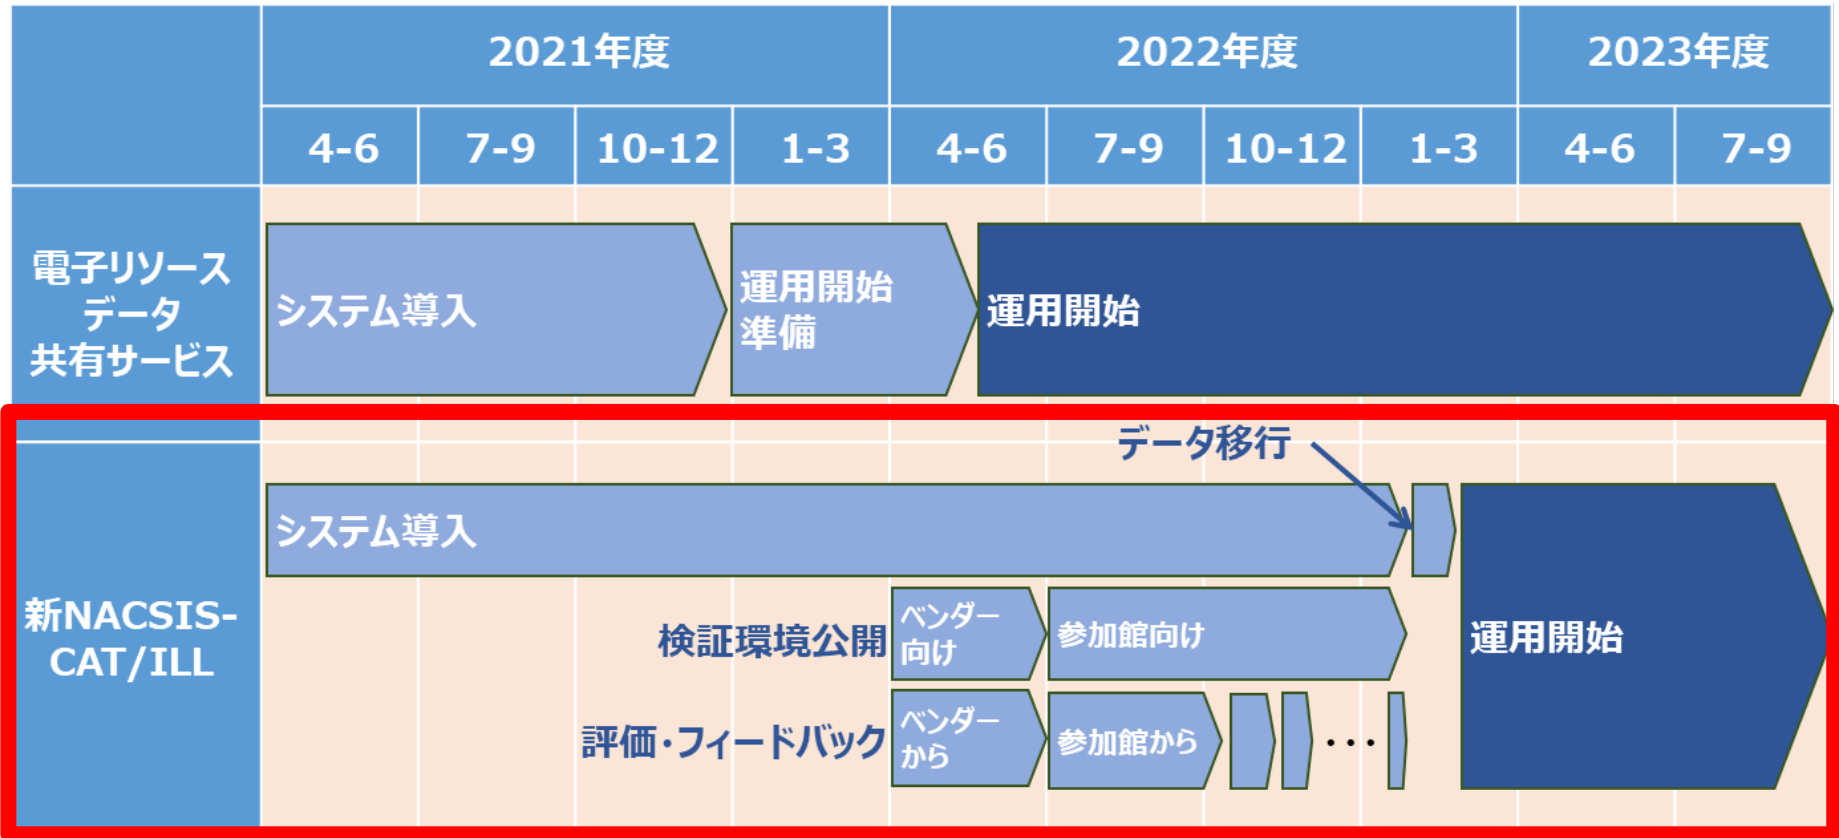 2021年度 2022年度 2023年度
4-6 7-9 10-12 1-3 4-6 7-9 10-12 1-3 4-6 7-9
電子リソース
データ
共有サービス
システム導入
運用開始
準備
運用開始
新NACSIS-
CAT/ILL
データ移行
システム導入
検証環境公開
ベンダー
向け
参加館向け
評価・フィードバック
ベンダー
から
参加館から
・・・
運用開始